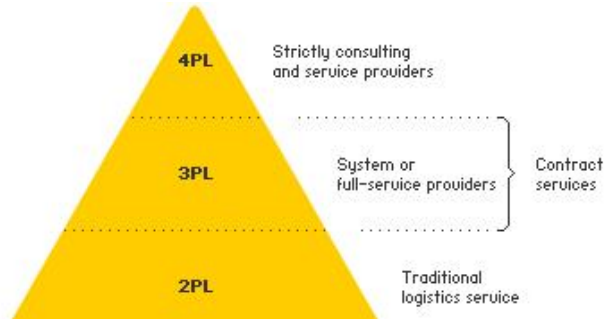 4PL
Strictly consulting
and service providers
3PL
System or
full-service providers
Contract
services
2PL
Traditional
logistics service